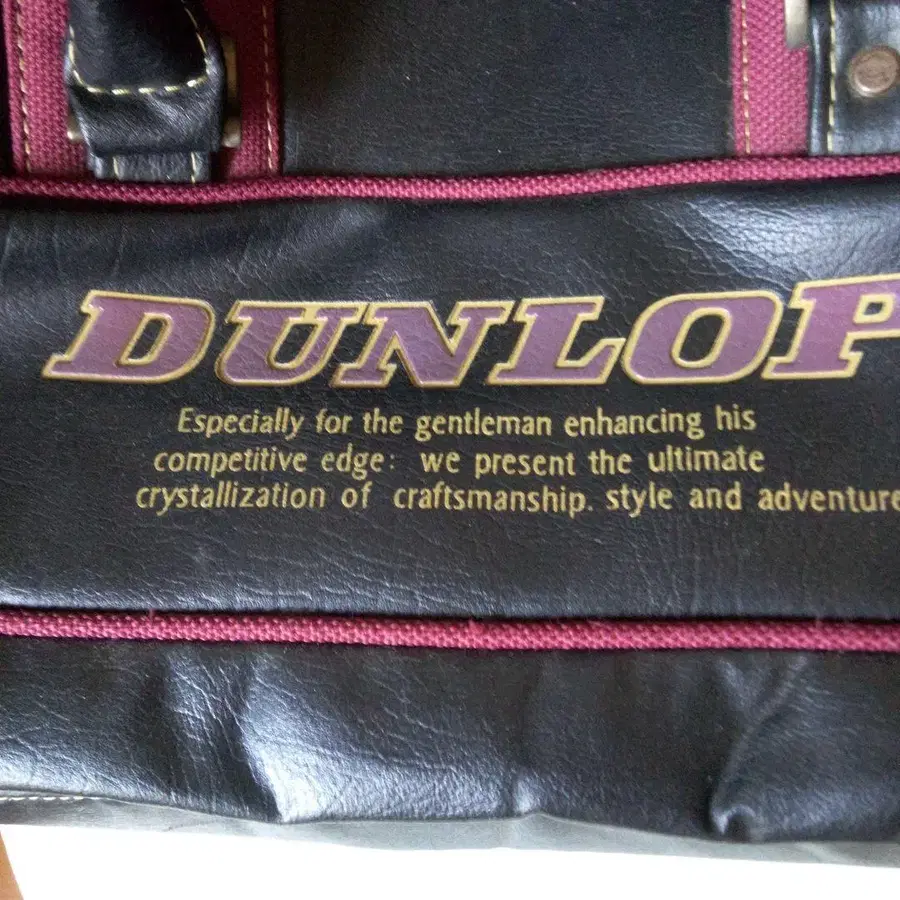 DUNLOP
Especially for the gentleman enhancing his
competitive edge: we present the ultimate
crystallization of craftsmanship. style and adventure